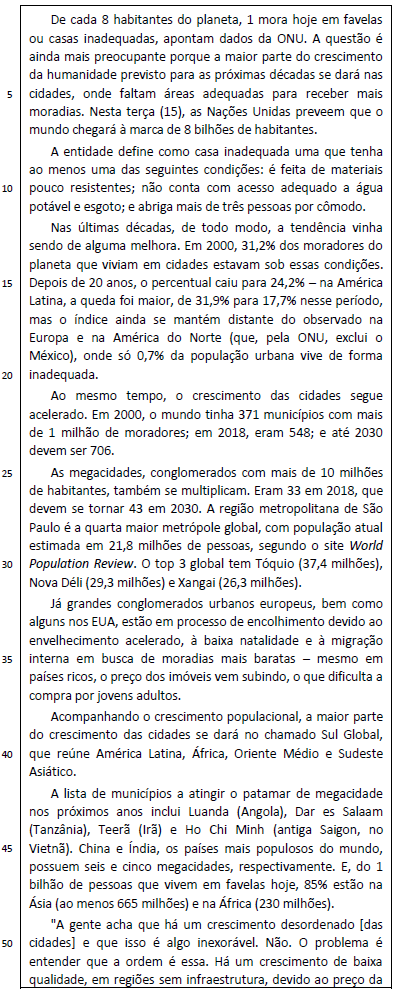 De cada 8 habitantes do planeta, 1 mora hoje em favelas
ou casas inadequadas, apontam dados da ONU. A questão é
ainda mais preocupante porque a maior parte do crescimento
da humanidade previsto para as próximas décadas se dará nas
5 cidades, onde faltam áreas adequadas para receber mais
moradias. Nesta terça (15), as Nações Unidas preveem que o
mundo chegará à marca de 8 bilhões de habitantes.
A entidade define como casa inadequada uma que tenha
ao menos uma das seguintes condições: é feita de materiais
10 pouco resistentes; não conta com acesso adequado a água
potável e esgoto; e abriga mais de três pessoas por cômodo.
Nas últimas décadas, de todo modo, a tendência vinha
sendo de alguma melhora. Em 2000, 31,2% dos moradores do
planeta que viviam em cidades estavam sob essas condições.
15 Depois de 20 anos, o percentual caiu para 24,2% – na América
Latina, a queda foi maior, de 31,9% para 17,7% nesse período,
mas o índice ainda se mantém distante do observado na
Europa e na América do Norte (que, pela ONU, exclui o
México), onde só 0,7% da população urbana vive de forma
20 inadequada.
Ao mesmo tempo, o crescimento das cidades segue
acelerado. Em 2000, o mundo tinha 371 municípios com mais
de 1 milhão de moradores; em 2018, eram 548; e até 2030
devem ser 706.
25 As megacidades, conglomerados com mais de 10 milhões
de habitantes, também se multiplicam. Eram 33 em 2018, que
devem se tornar 43 em 2030. A região metropolitana de São
Paulo é a quarta maior metrópole global, com população atual
estimada em 21,8 milhões de pessoas, segundo o site World
30 Population Review. O top 3 global tem Tóquio (37,4 milhões),
Nova Déli (29,3 milhões) e Xangai (26,3 milhões).
Já grandes conglomerados urbanos europeus, bem como
alguns nos EUA, estão em processo de encolhimento devido ao
envelhecimento acelerado, à baixa natalidade e à migração
35 interna em busca de moradias mais baratas – mesmo em
países ricos, o preço dos imóveis vem subindo, o que dificulta a
compra por jovens adultos.
Acompanhando o crescimento populacional, a maior parte
do crescimento das cidades se dará no chamado Sul Global,
40 que reúne América Latina, África, Oriente Médio e Sudeste
Asiático.
A lista de municípios a atingir o patamar de megacidade
nos próximos anos inclui Luanda (Angola), Dar es Salaam
(Tanzânia), Teerã (Irã) e Ho Chi Minh (antiga Saigon, no
45 Vietnã). China e Índia, os países mais populosos do mundo,
possuem seis e cinco megacidades, respectivamente. E, do 1
bilhão de pessoas que vivem em favelas hoje, 85% estão na
Ásia (ao menos 665 milhões) e na África (230 milhões).
"A gente acha que há um crescimento desordenado [das
50 cidades] e que isso é algo inexorável. Não. O problema é
entender que a ordem é essa. Há um crescimento de baixa
qualidade, em regiões sem infraestrutura, devido ao preço da